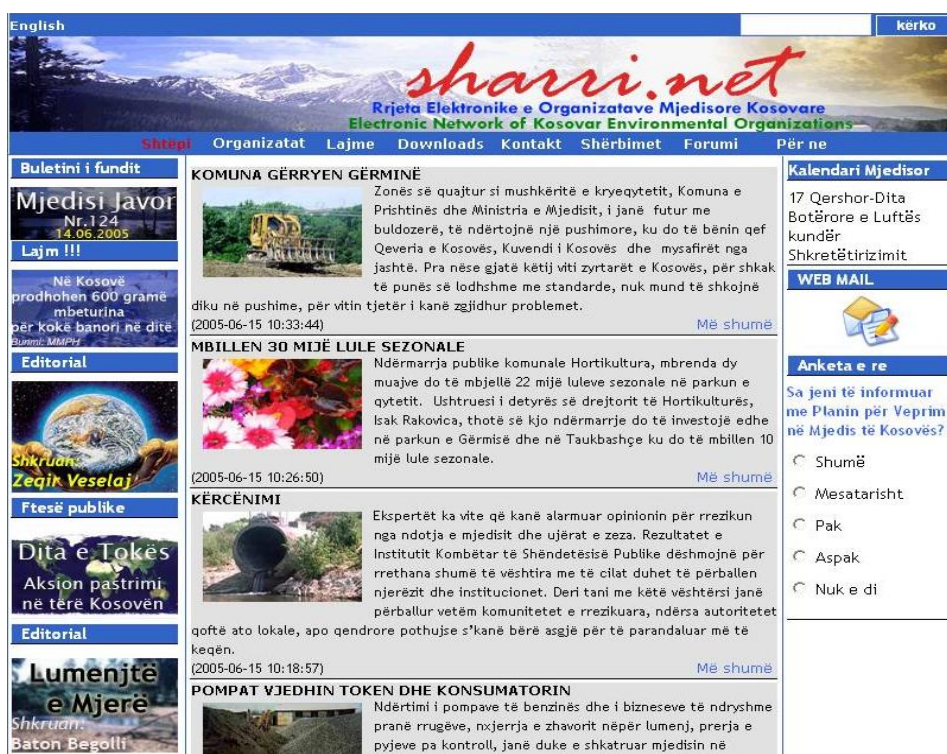 English
kërko
sharri.net
Rrjeta Elektronike e Organizatave Mjedisore Kosovare
Electronic Network of Kosovar Environmental Organizations
Shtëpi Organizatat Lajme Downloads Kontakt Shërbimet Forumi Për ne
Buletini i fundit
Mjedisi Javor
Nr.124
14.06.2005
Lajm !!!
Në Kosovë
prodhohen 600 gramë
mbeturina
për kokë banori në ditë
Burimi: MMPH
Editorial
Shkruan:
Zeqir Veselaj
Ftesë publike
Dita e Tokës
Aksion pastrimi
në tërë Kosovën
Editorial
Lumenjtë
e Mjerë
Shkruan:
Baton Begolli
KOMUNA GËRRYEN GËRMINË
Zonës së quajtur si mushkëritë e kryeqytetit, Komuna e
Prishtinës dhe Ministria e Mjedisit, i janë futur me
buldozerë, të ndërtojnë një pushimore, ku do të bënin qef
Qeveria e Kosovës, Kuvendi i Kosovës dhe mysafirët nga
jashtë. Pra nëse gjatë këtij viti zyrtarët e Kosovës, për shkak
të punës së lodhshme me standarde, nuk mund të shkojnë
diku në pushime, për vitin tjetër i kanë zgjidhur problemet.
(2005-06-15 10:33:44) Më shumë
MBILLEN 30 MIJË LULE SEZONALE
Ndërmarrja publike komunale Hortikultura, mbrenda dy
muajve do të mbjellë 22 mijë luleve sezonale në parkun e
qytetit. Ushtruesi i detyrës së drejtorit të Hortikulturës,
Isak Rakovica, thotë së kjo ndërmarrje do të investojë edhe
në parkun e Gërmisë dhe në Taukbashçe ku do të mbillen 10
mijë lule sezonale.
(2005-06-15 10:26:50) Më shumë
KËRCËNIMI
Ekspertët ka vite që kanë alarmuar opinionin për rrezikun
nga ndotja e mjedisit dhe ujërat e zeza. Rezultatet e
Institutit Kombëtar të Shëndetësisë Publike dëshmojnë për
rrethana shumë të vështira me të cilat duhet të përballen
njerëzit dhe institucionet. Deri tani me këtë vështërsi janë
përballur vetëm komunitetet e rrezikuara, ndërsa autoritetet
qoftë ato lokale, apo qendrore pothujse s'kanë bërë asgjë për të parandaluar më të
keqën.
(2005-06-15 10:18:57) Më shumë
POMPAT VJEDHIN TOKEN DHE KONSUMATORIN
Ndërtimi i pompave të benzinës dhe i bizneseve të ndryshme
pranë rrugëve, nxjerrja e zhavorit nëpër lumenj, prerja e
pyjeve pa kontroll, janë duke e shkatruar mjedisin në
Kalendari Mjedisor
17 Qershor-Dita
Botërore e Luftës
kundër
Shkretëtirizimit
WEB MAIL
Anketa e re
Sa jeni të informuar
me Planin për Veprim
në Mjedis të Kosovës?
Shumë
Mesatarisht
Pak
Aspak
Nuk e di